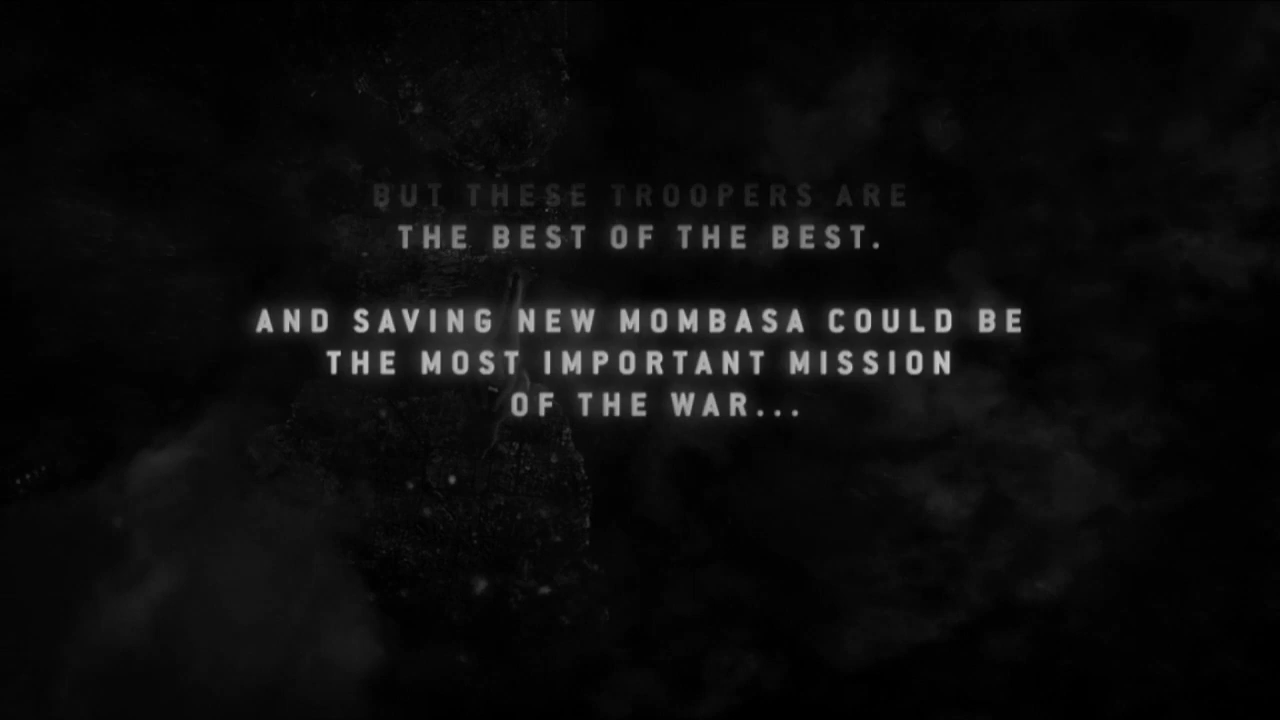 BUT THESE TROOPERS ARE
THE BEST OF THE BEST.
AND SAVING NEW MOMBASA COULD BE
THE MOST IMPORTANT MISSION
OF THE WAR...